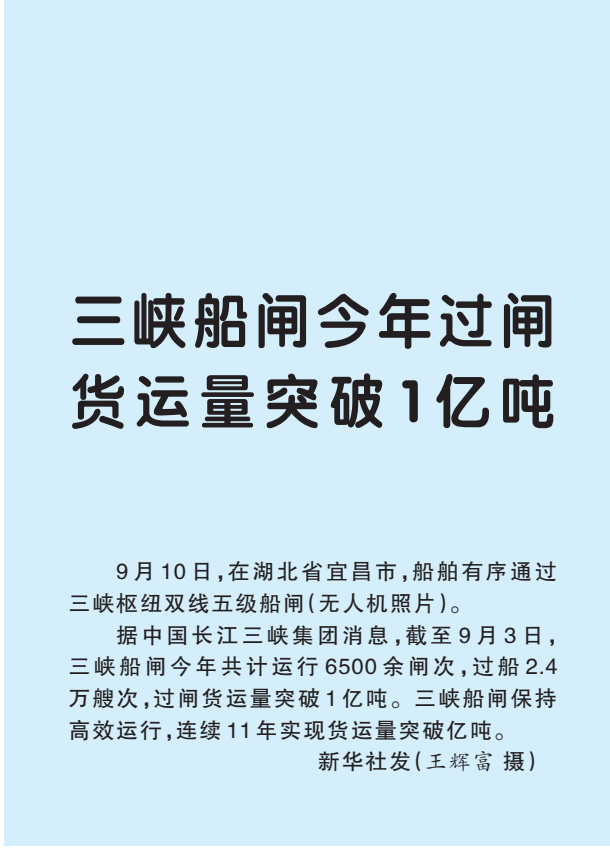 三峡船闸今年过闸
货运量突破1亿吨
9月10日,在湖北省宜昌市,船舶有序通过
三峡枢纽双线五级船闸(无人机照片)。
据中国长江三峡集团消息,截至9月3日,
三峡船闸今年共计运行6500余闸次,过船2.4
万艘次,过闸货运量突破1亿吨。三峡船闸保持
高效运行,连续11年实现货运量突破亿吨。
新华社发(王辉富 摄)